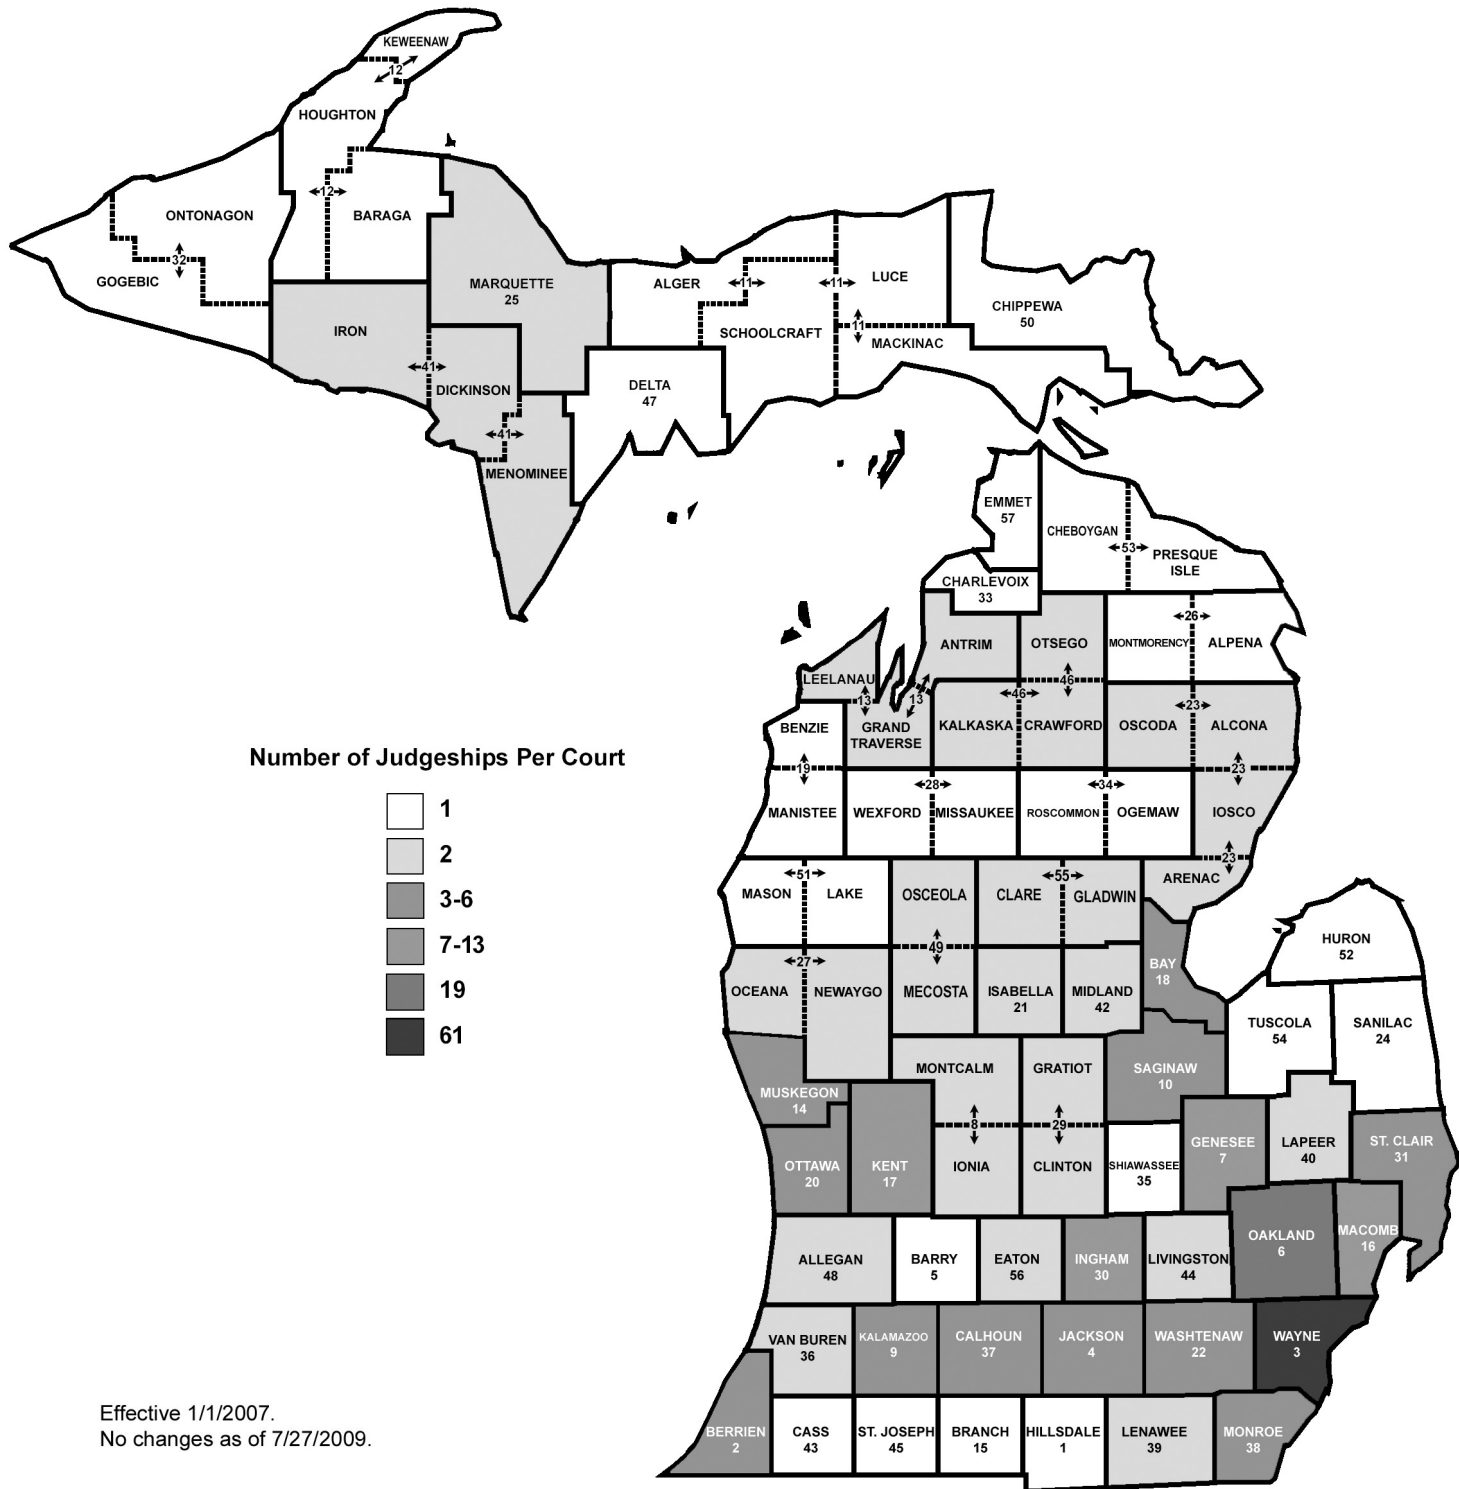 KEWEENAW
12
HOUGHTON
12
ONTONAGON
BARAGA
32
GOGEBIC
MARQUETTE
25
ALGER
11
11
LUCE
CHIPPEWA
50
IRON
SCHOOLCRAFT
11
MACKINAC
41
DICKINSON
DELTA
47
41
MENOMINEE
EMMET
57
CHEBOYGAN
53
PRESQUE
ISLE
CHARLEVOIX
33
26
ANTRIM
OTSEGO
MONTMORENCY
ALPENA
LEELANAU
13
13
46
46
23
BENZIE
GRAND
TRAVERSE
KALKASKA
CRAWFORD
OSCODA
ALCONA
Number of Judgeships Per Court
1
2
3-6
7-13
19
61
19
28
34
23
MANISTEE
WEXFORD
MISSAUKEE
ROSCOMMON
OGEMAW
IOSCO
23
51
55
ARENAC
MASON
LAKE
OSCEOLA
CLARE
GLADWIN
HURON
52
27
49
BAY
18
OCEANA
NEWAYGO
MECOSTA
ISABELLA
21
MIDLAND
42
TUSCOLA
54
SANILAC
24
MONTCALM
GRATIOT
SAGINAW
10
MUSKEGON
14
8
29
GENESEE
7
LAPEER
40
ST. CLAIR
31
OTTAWA
20
KENT
17
IONIA
CLINTON
SHIAWASSEE
35
OAKLAND
6
MACOMB
16
ALLEGAN
48
BARRY
5
EATON
56
INGHAM
30
LIVINGSTON
44
VAN BUREN
36
KALAMAZOO
9
CALHOUN
37
JACKSON
4
WASHTENAW
22
WAYNE
3
BERRIEN
2
CASS
43
ST. JOSEPH
45
BRANCH
15
HILLSDALE
1
LENAWEE
39
MONROE
38
Effective 1/1/2007.
No changes as of 7/27/2009.